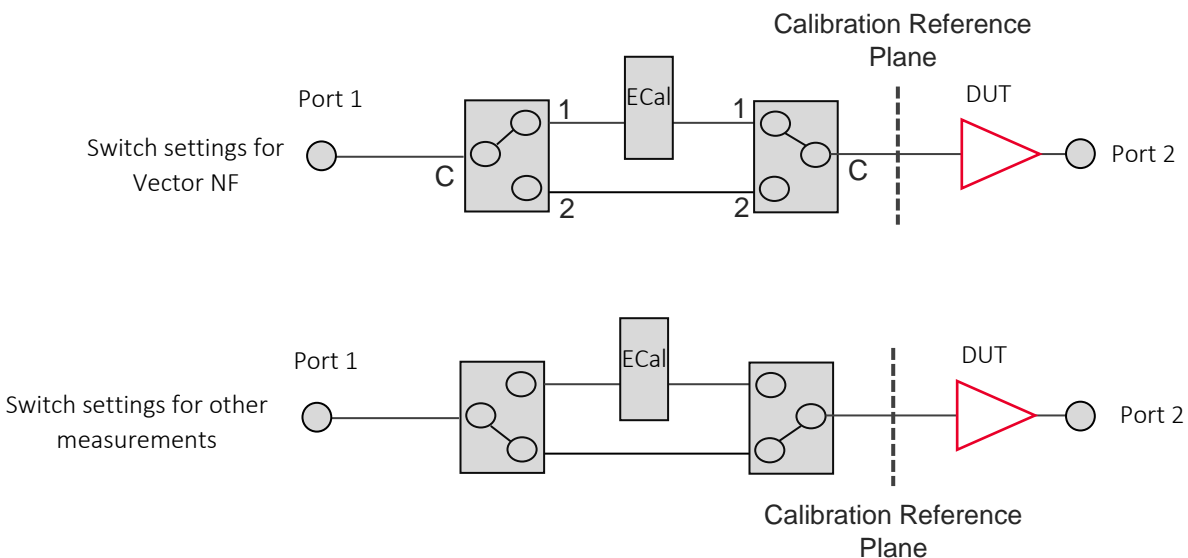 Calibration Reference
Plane
Port 1
ECal
DUT
1
1
Switch settings for
Vector NF
C
C
Port 2
2
2
Port 1
ECal
DUT
Switch settings for other
measurements
Port 2
Calibration Reference
Plane